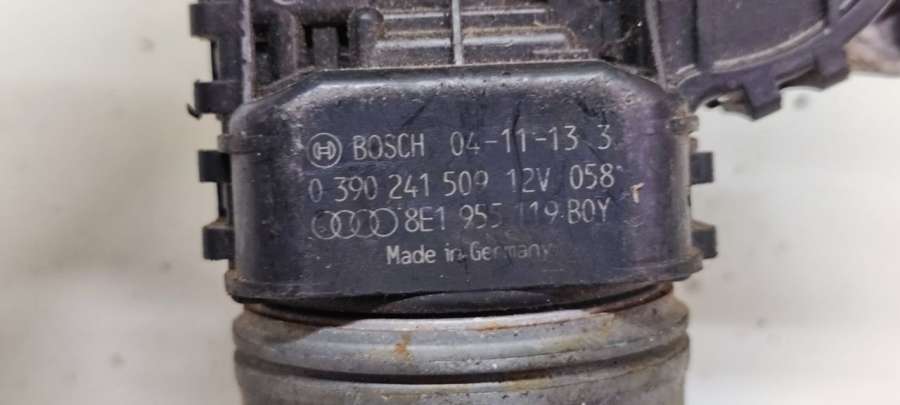 BOSCH 04-11-13 3
0 390 241 509 12V 058
8E1 955 119 B0Y
Made in Germany